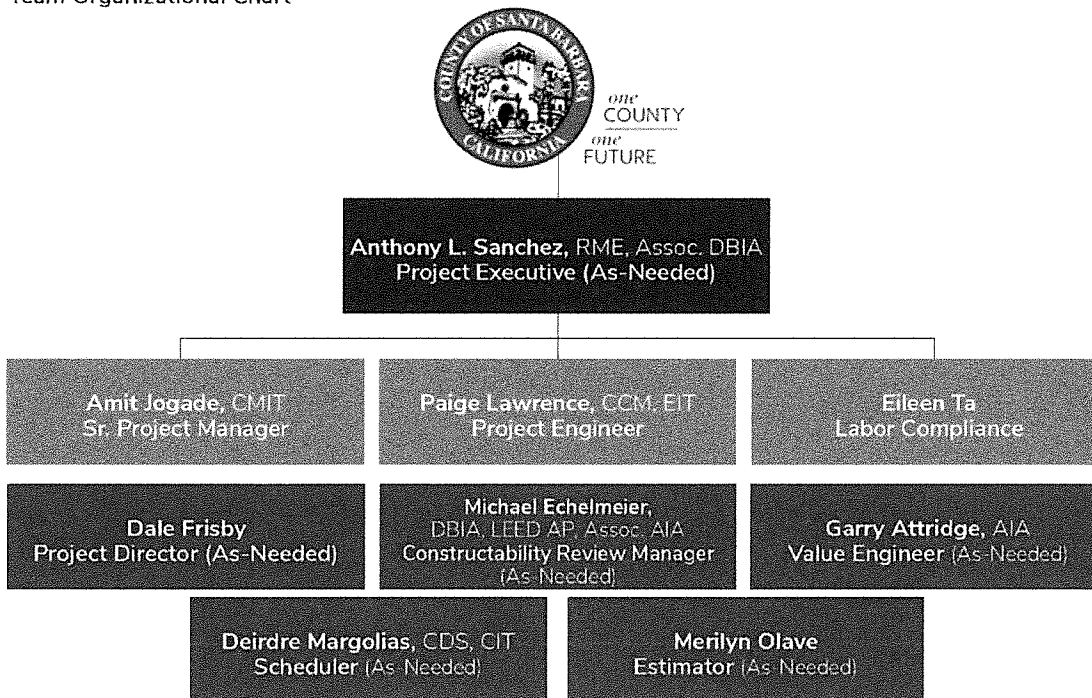 Team Organizational Chart
COUNTY OF SANTA BARBARA
CALIFORNIA
one
COUNTY
one
FUTURE
Anthony L. Sanchez, RME, Assoc. DBIA
Project Executive (As-Needed)
Amit Jogade, CMIT
Sr. Project Manager
Paige Lawrence, CCM, EIT
Project Engineer
Eileen Ta
Labor Compliance
Dale Frisby
Project Director (As-Needed)
Michael Echelmeier,
DBIA, LEED AP, Assoc. AIA
Constructability Review Manager
(As-Needed)
Garry Attridge, AIA
Value Engineer (As-Needed)
Deirdre Margolias, CDS, CIT
Scheduler (As-Needed)
Merilyn Olave
Estimator (As-Needed)